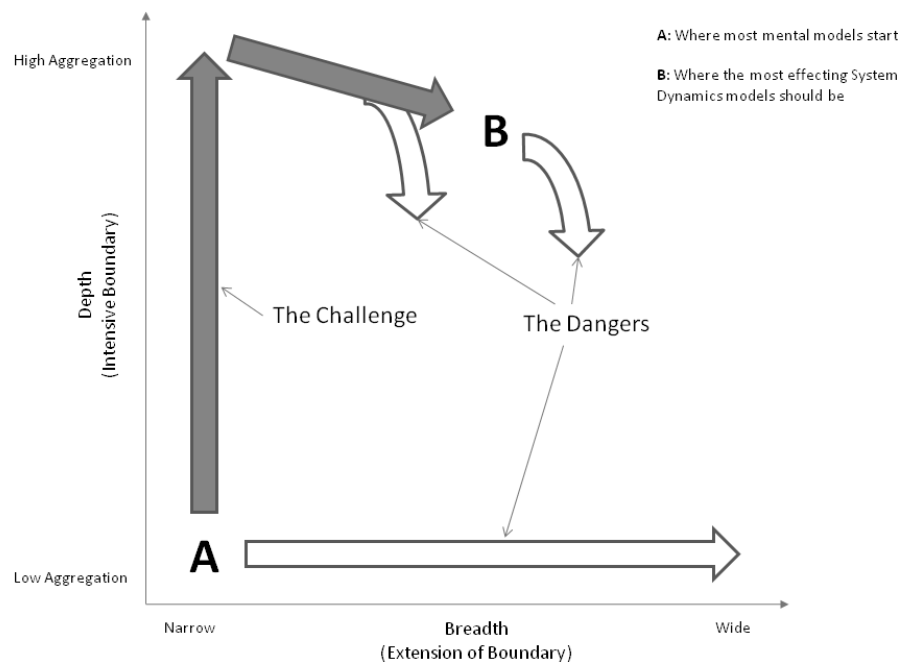 High Aggregation
A: Where most mental models start
B: Where the most effecting System
Dynamics models should be
B
Depth
(Intensive Boundary)
The Challenge
The Dangers
A
Low Aggregation
Narrow
Breadth
(Extension of Boundary)
Wide